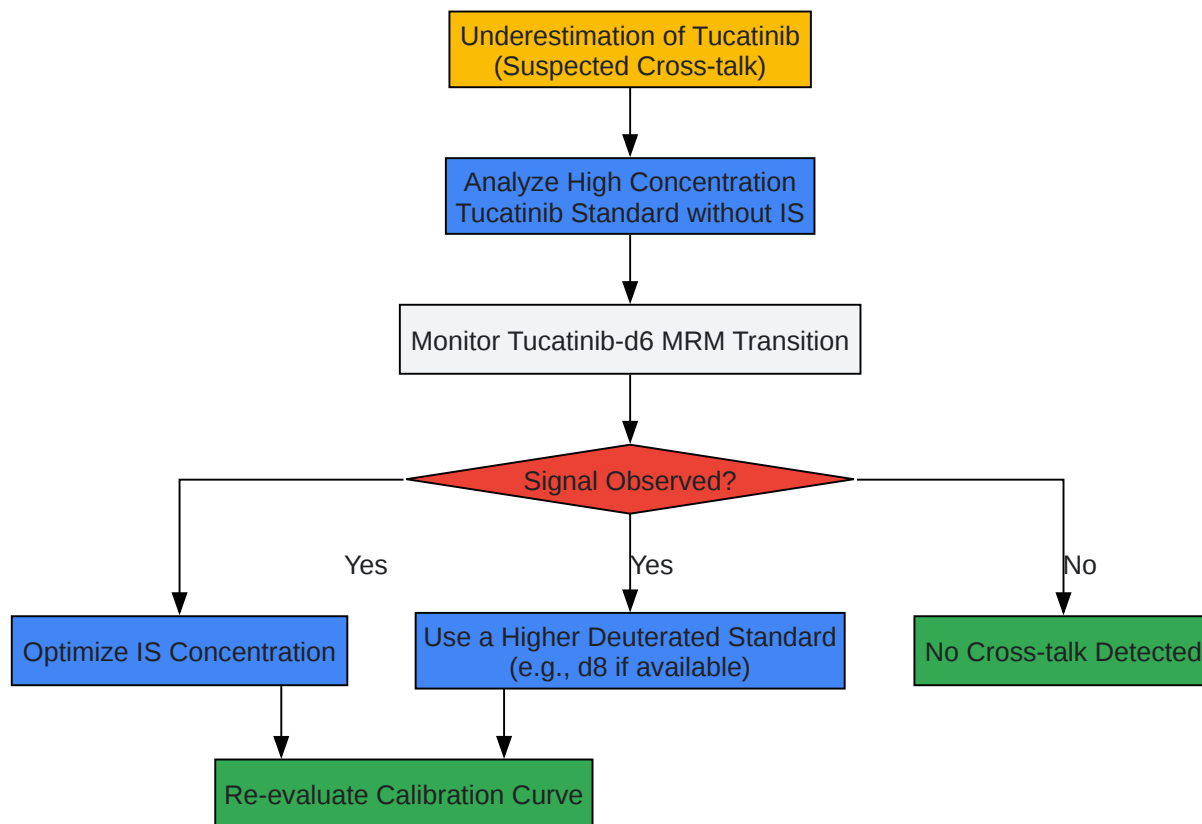 Underestimation of Tucatinib
(Suspected Cross-talk)
Analyze High Concentration
Tucatinib Standard without IS
Monitor Tucatinib-d6 MRM Transition
Signal Observed?
Yes
Yes
No
Optimize IS Concentration
Use a Higher Deuterated Standard
(e.g., d8 if available)
No Cross-talk Detected
Re-evaluate Calibration Curve